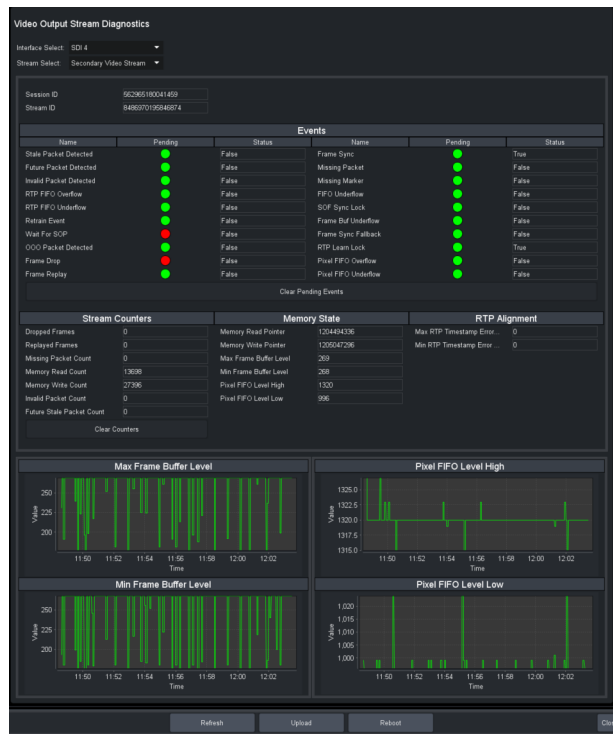 Video Output Stream Diagnostics
Interface Select: SDI 4
Stream Select: Secondary Video Stream
Session ID 562965180041459
Stream ID 8486970195846874
Events
Name Pending Status Name Pending Status
Stale Packet Detected False Frame Sync True
Future Packet Detected False Missing Packet False
Invalid Packet Detected False Missing Marker False
RTP FIFO Overflow False FIFO Underflow False
RTP FIFO Underflow False SOF Sync Lock False
Retrain Event False Frame Buf Underflow False
Wait For SOP False Frame Sync Fallback False
OOO Packet Detected False RTP Learn Lock True
Frame Drop False Pixel FIFO Overflow False
Frame Replay False Pixel FIFO Underflow False
Clear Pending Events
Stream Counters Memory State RTP Alignment
Dropped Frames 0 Memory Read Pointer 1204494336 Max RTP Timestamp Error... 0
Replayed Frames 0 Memory Write Pointer 1205047296 Min RTP Timestamp Error... 0
Missing Packet Count 0 Max Frame Buffer Level 269
Memory Read Count 13698 Min Frame Buffer Level 268
Memory Write Count 27396 Pixel FIFO Level High 1320
Invalid Packet Count 0 Pixel FIFO Level Low 996
Future Stale Packet Count 0
Clear Counters
Max Frame Buffer Level
Value
250
225
200
11:50 11:52 11:54 11:56 11:58 12:00 12:02
Time
Pixel FIFO Level High
Value
1325.0
1322.5
1320.0
1317.5
1315.0
11:50 11:52 11:54 11:56 11:58 12:00 12:02
Time
Min Frame Buffer Level
Value
250
225
200
11:50 11:52 11:54 11:56 11:58 12:00 12:02
Time
Pixel FIFO Level Low
Value
1,020
1,015
1,010
1,005
1,000
11:50 11:52 11:54 11:56 11:58 12:00 12:02
Time
Refresh Upload Reboot Clo